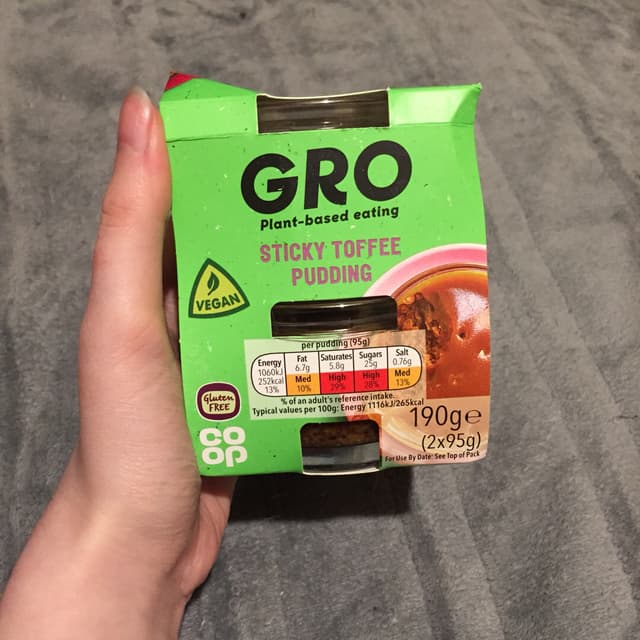 GRO
Plant-based eating
STICKY TOFFEE
PUDDING
VEGAN
per pudding (95g)
Energy Fat Saturates Sugars Salt
1060kJ 6.7g 5.8g 25g 0.76g
252kcal Med High High Med
13% 10% 29% 28% 13%
% of an adult's reference intake.
Typical values per 100g: Energy 1116kJ/265kcal
Gluten
FREE
CO
OP
190g e
(2x95g)
For Use By Date: See Top of Pack